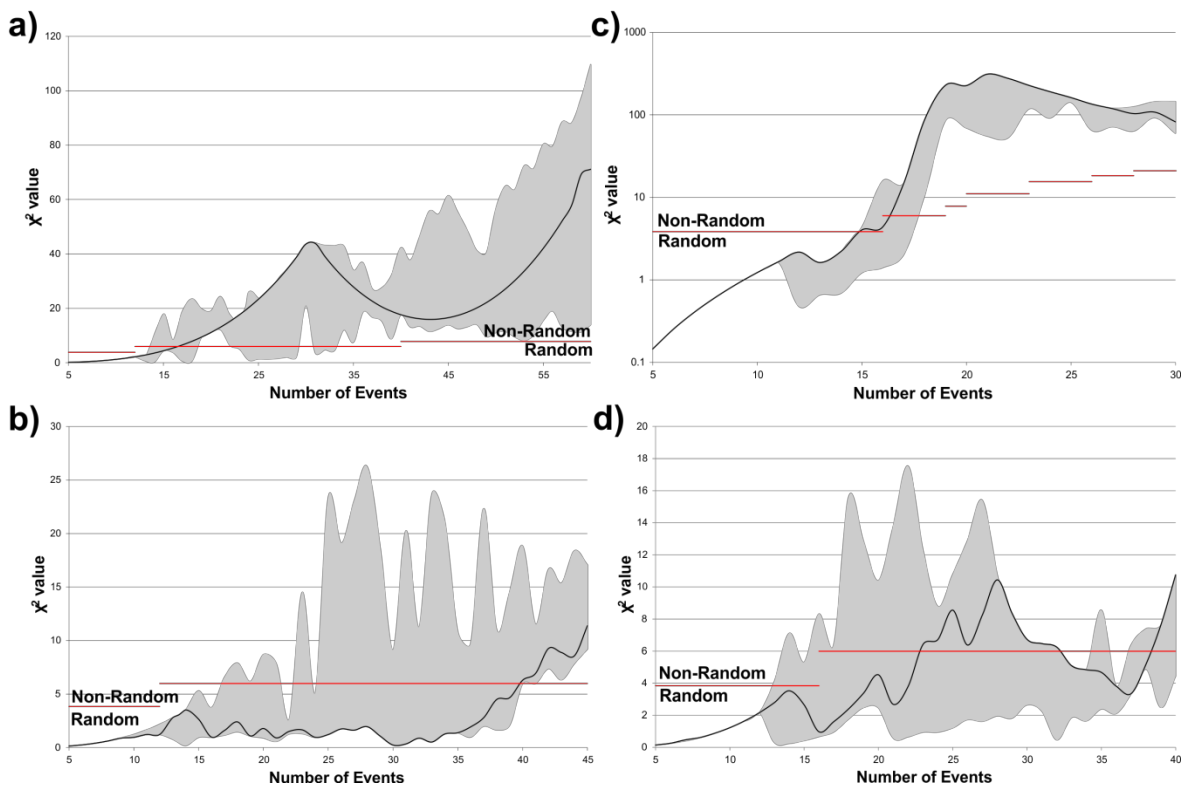 a)
120
100
80
60
40
20
0
χ² value
Non-Random
Random
5
15
25
35
45
55
Number of Events
c)
1000
100
10
1
0.1
χ² value
Non-Random
Random
5
10
15
20
25
30
Number of Events
b)
30
25
20
15
10
5
0
χ² value
Non-Random
Random
5
10
15
20
25
30
35
40
45
Number of Events
d)
20
18
16
14
12
10
8
6
4
2
0
χ² value
Non-Random
Random
5
10
15
20
25
30
35
40
Number of Events